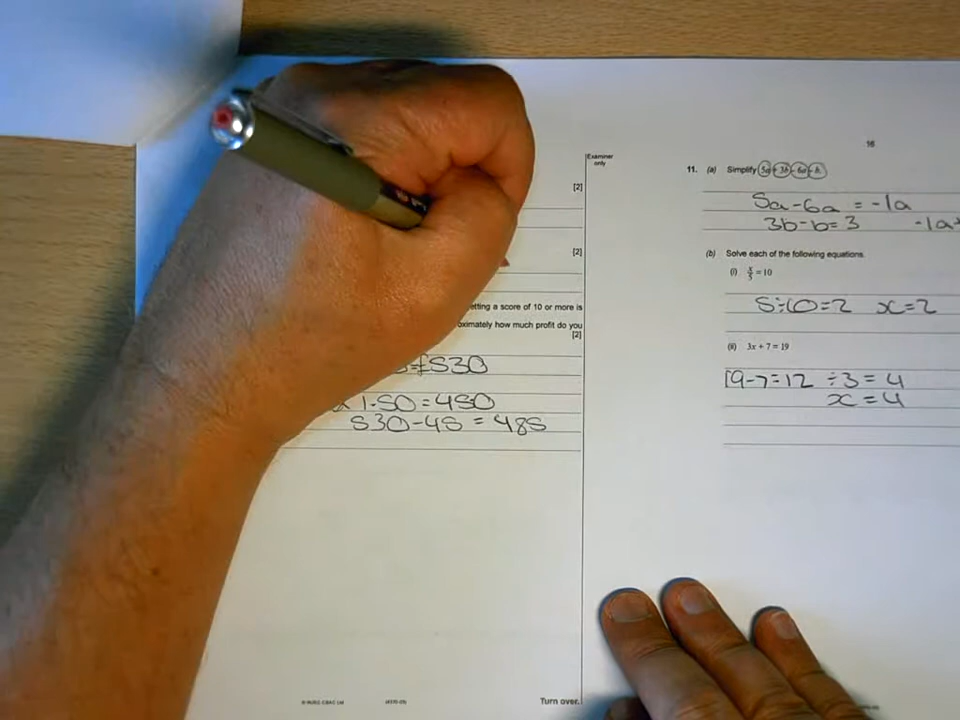 Examiner
only
[2]
[2]
etting a score of 10 or more is
oximately how much profit do you
[2]
=£530
x 1.50 = 450
530-45 = 485
Turn over.
16
11. (a) Simplify 5a + 3b - 6a - b.
5a-6a = -1a
3b-b=3 -1a+
(b) Solve each of the following equations.
(i) x/5 = 10
5÷10=2 x=2
(ii) 3x + 7 = 19
19-7=12 ÷3=4
x=4